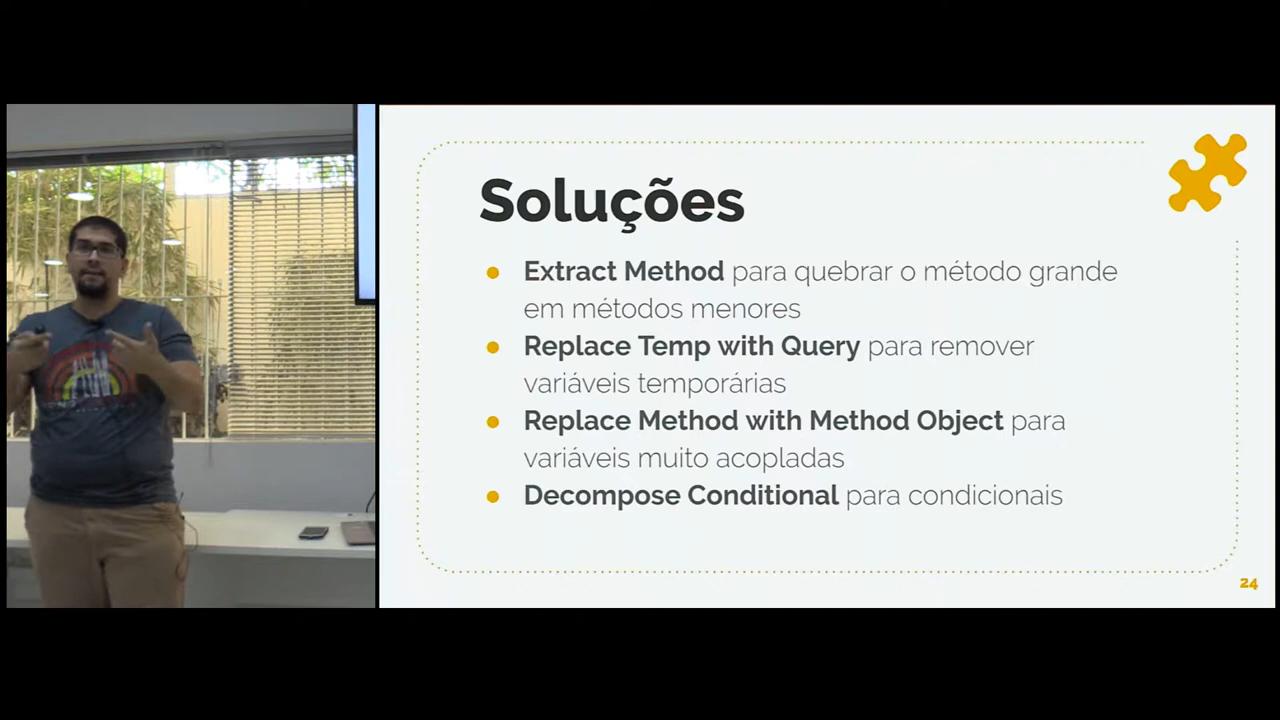 Soluções
● Extract Method para quebrar o método grande
em métodos menores
● Replace Temp with Query para remover
variáveis temporárias
● Replace Method with Method Object para
variáveis muito acopladas
● Decompose Conditional para condicionais
24